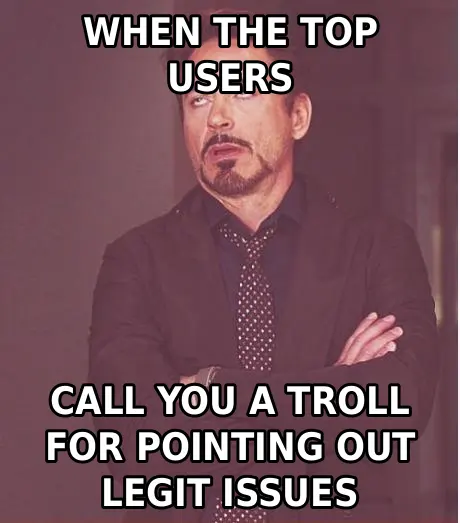 WHEN THE TOP
USERS
CALL YOU A TROLL
FOR POINTING OUT
LEGIT ISSUES